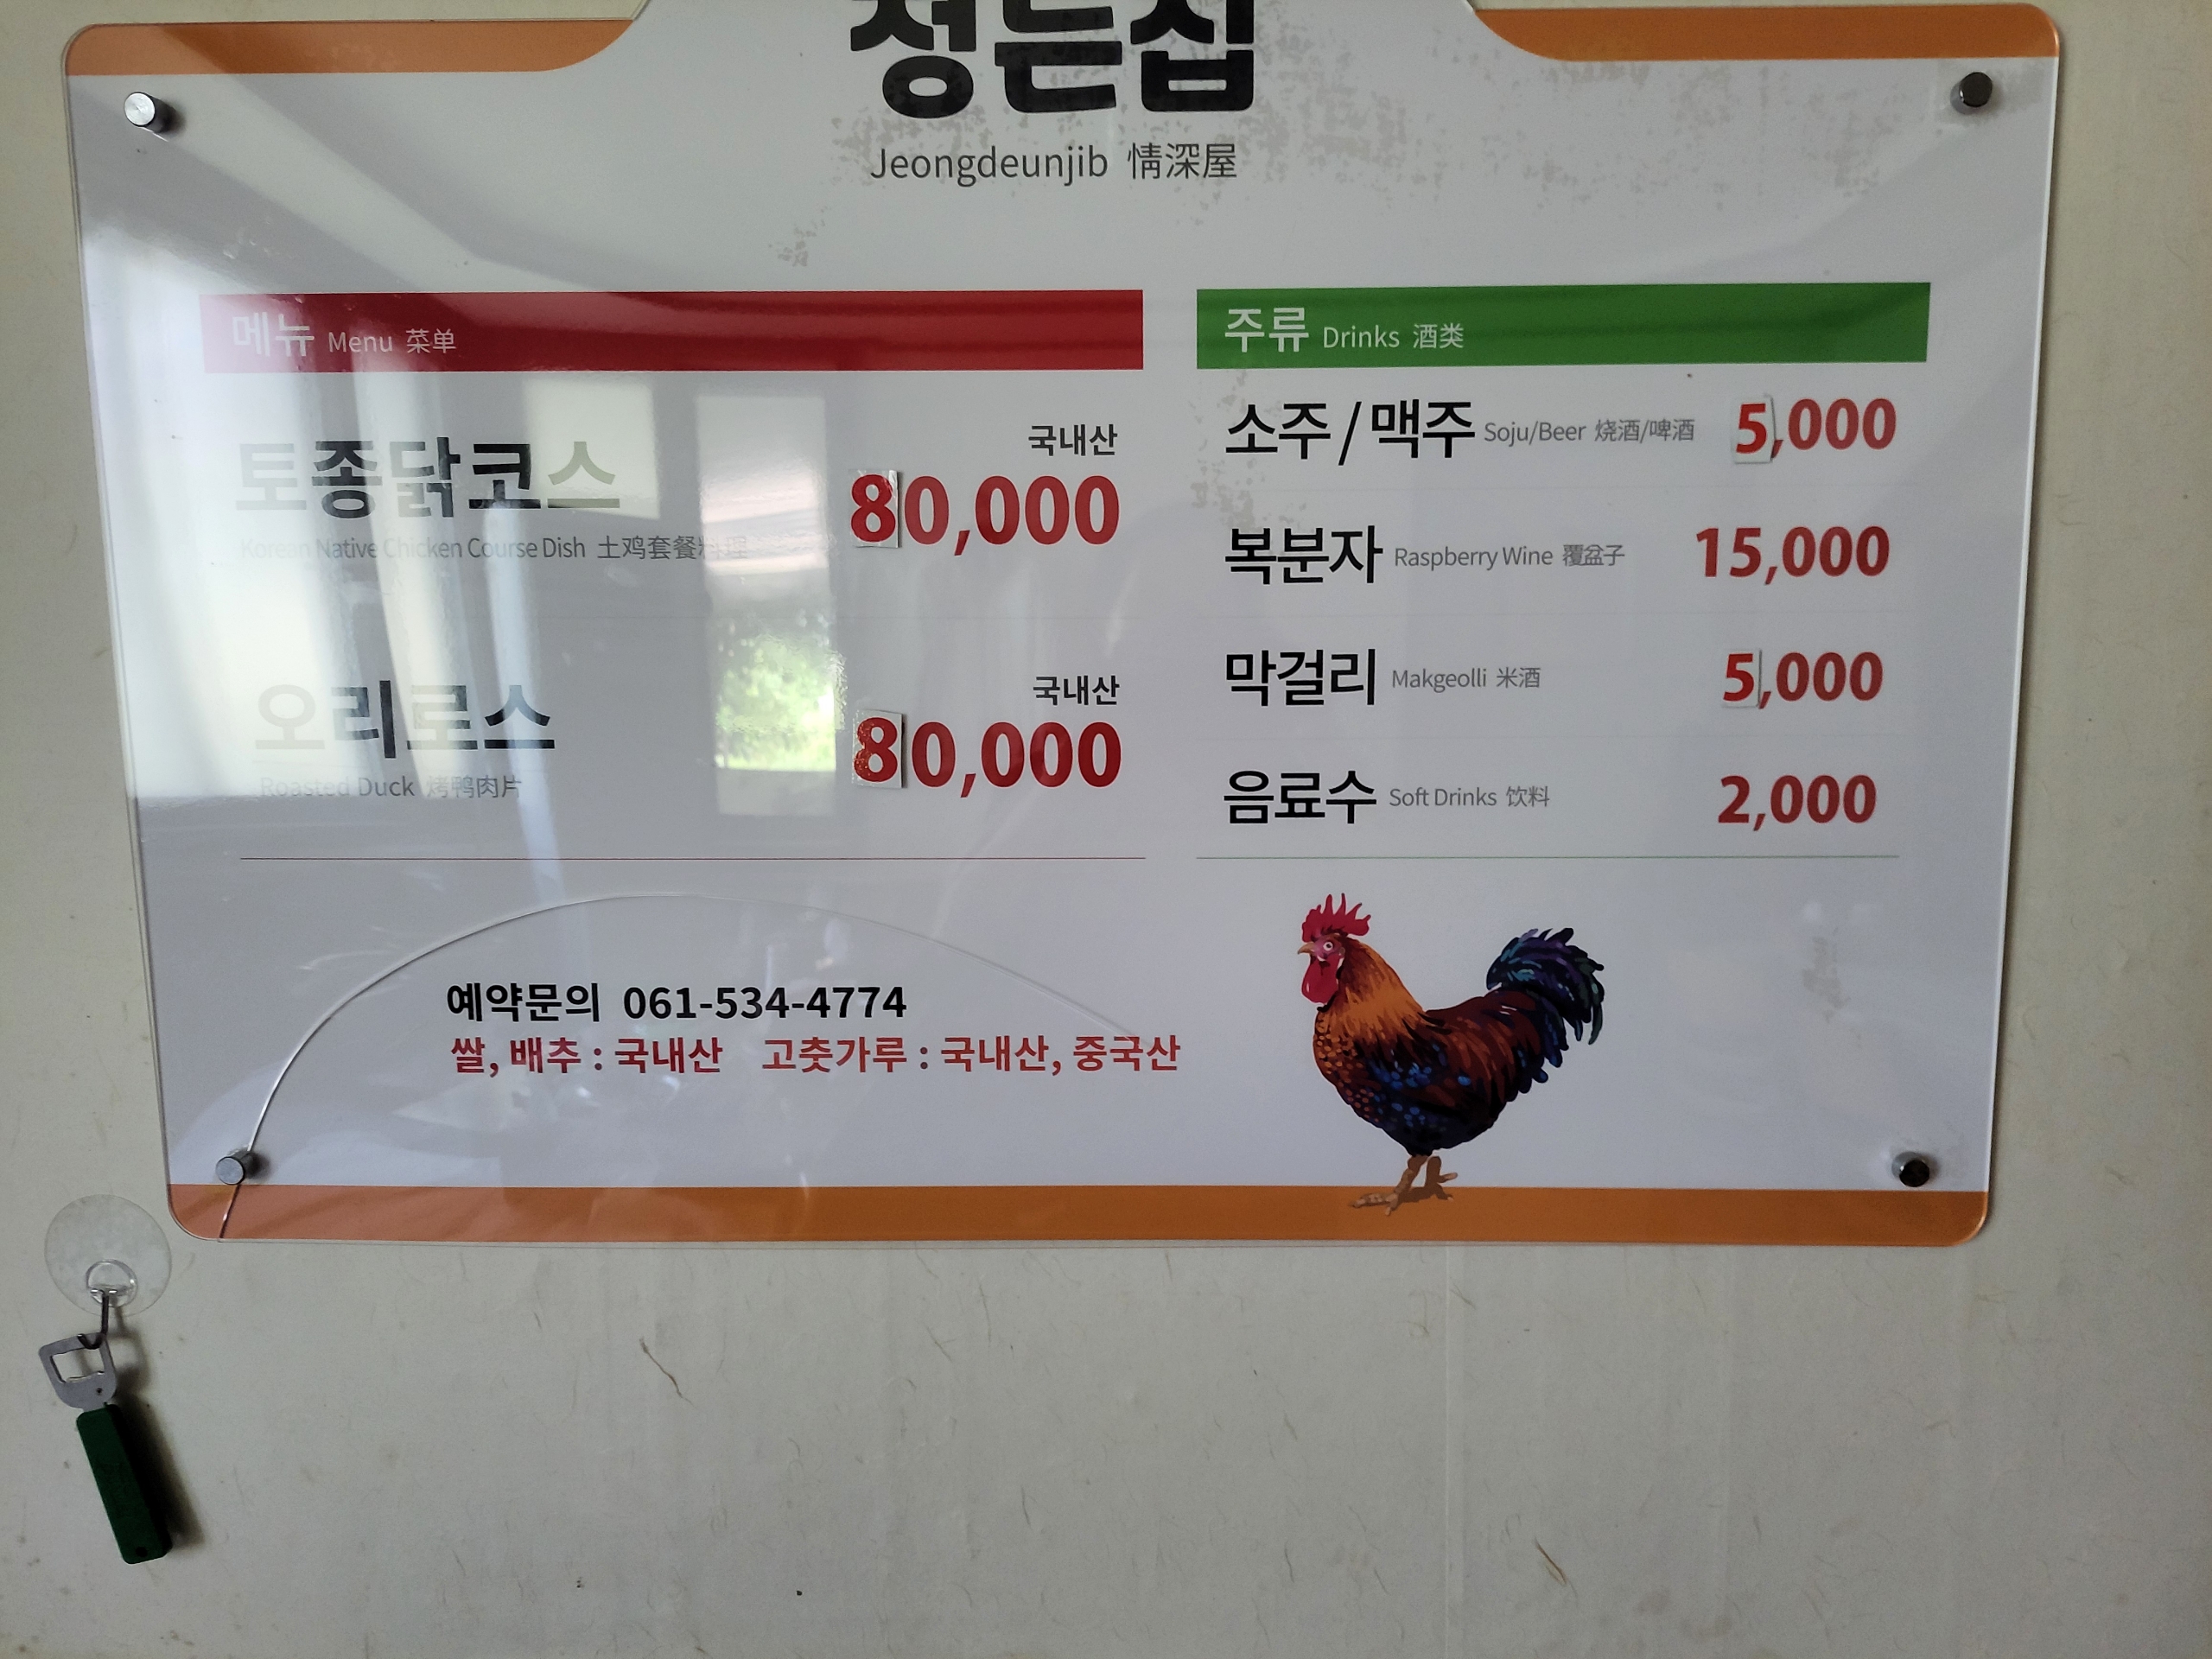 정든집
Jeongdeunjib 情深屋
메뉴 Menu 菜单
토종닭코스
Korean Native Chicken Course Dish 土鸡套餐料理
국내산
80,000
오리로스
Roasted Duck 烤鸭肉片
국내산
80,000
주류 Drinks 酒类
소주/맥주 Soju/Beer 烧酒/啤酒 5,000
복분자 Raspberry Wine 覆盆子 15,000
막걸리 Makgeolli 米酒 5,000
음료수 Soft Drinks 饮料 2,000
예약문의 061-534-4774
쌀, 배추 : 국내산 고춧가루 : 국내산, 중국산